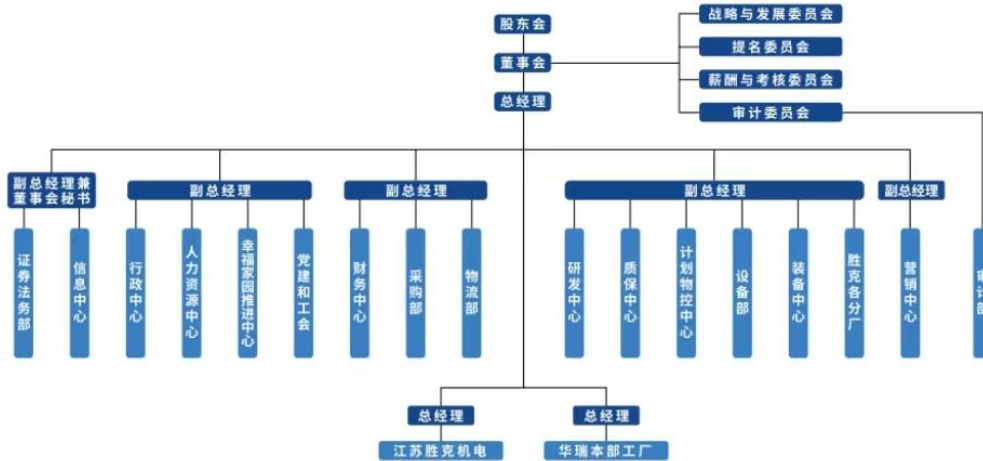 股东会
董事会
总经理
战略与发展委员会
提名委员会
薪酬与考核委员会
审计委员会
副总经理兼
董事会秘书
副总经理
副总经理
副总经理
副总经理
证券法务部
信息中心
行政中心
人力资源中心
幸福家园推进中心
党建和工会
财务中心
采购部
物流部
研发中心
质保中心
计划物控中心
设备部
装备中心
胜克各分厂
营销中心
审计部
总经理
总经理
江苏胜克机电
华瑞本部工厂